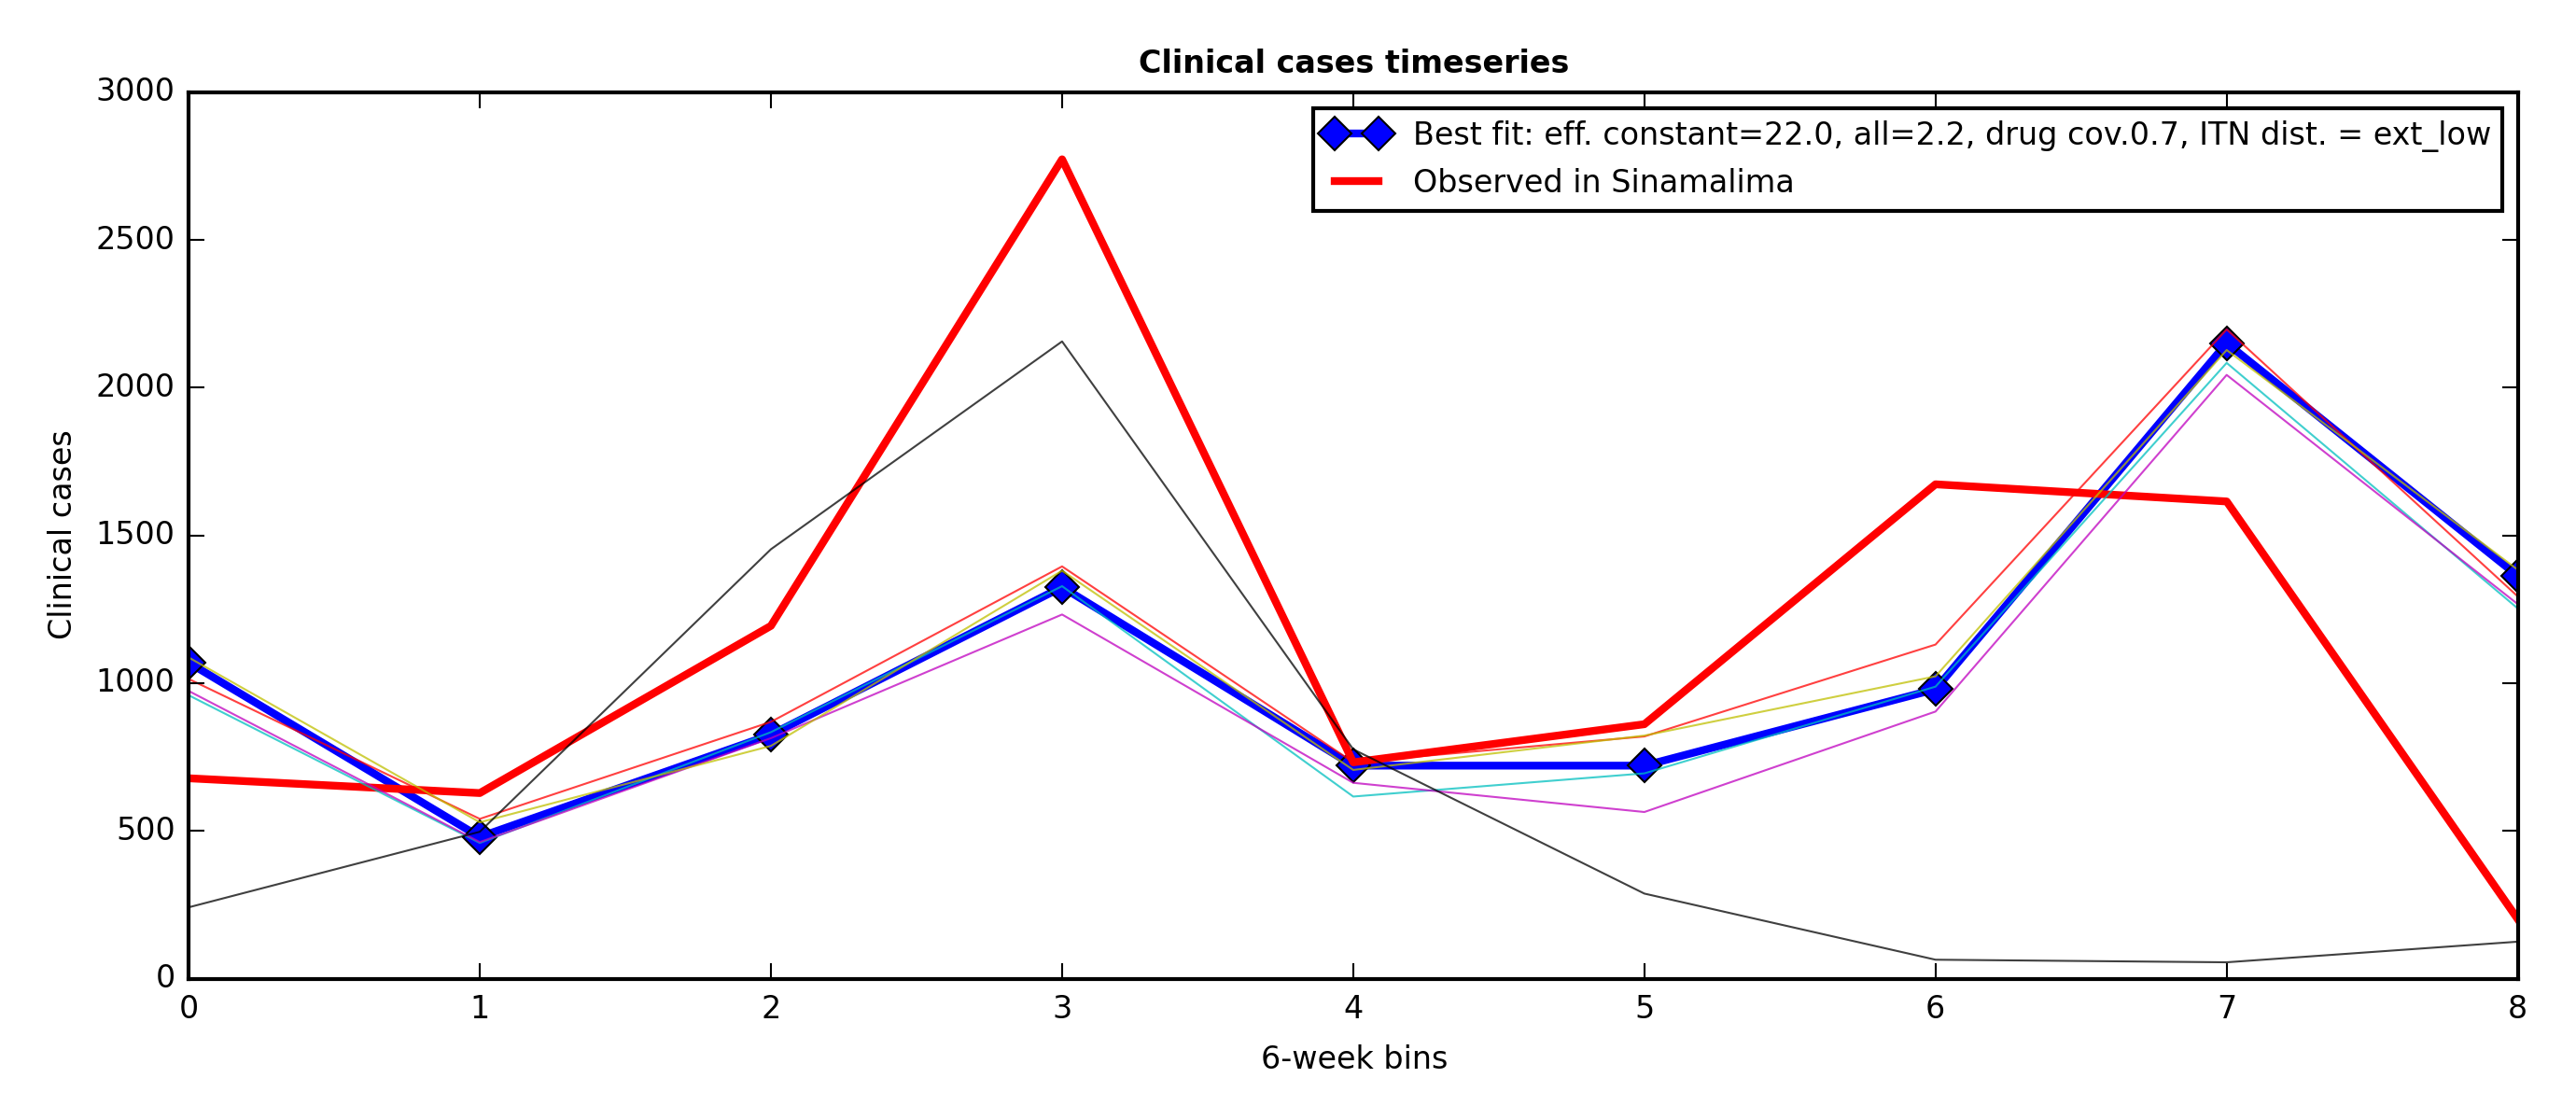 Clinical cases timeseries
3000
2500
2000
1500
1000
500
0
Clinical cases
Best fit: eff. constant=22.0, all=2.2, drug cov.0.7, ITN dist. = ext_low
Observed in Sinamalima
0 1 2 3 4 5 6 7 8
6-week bins